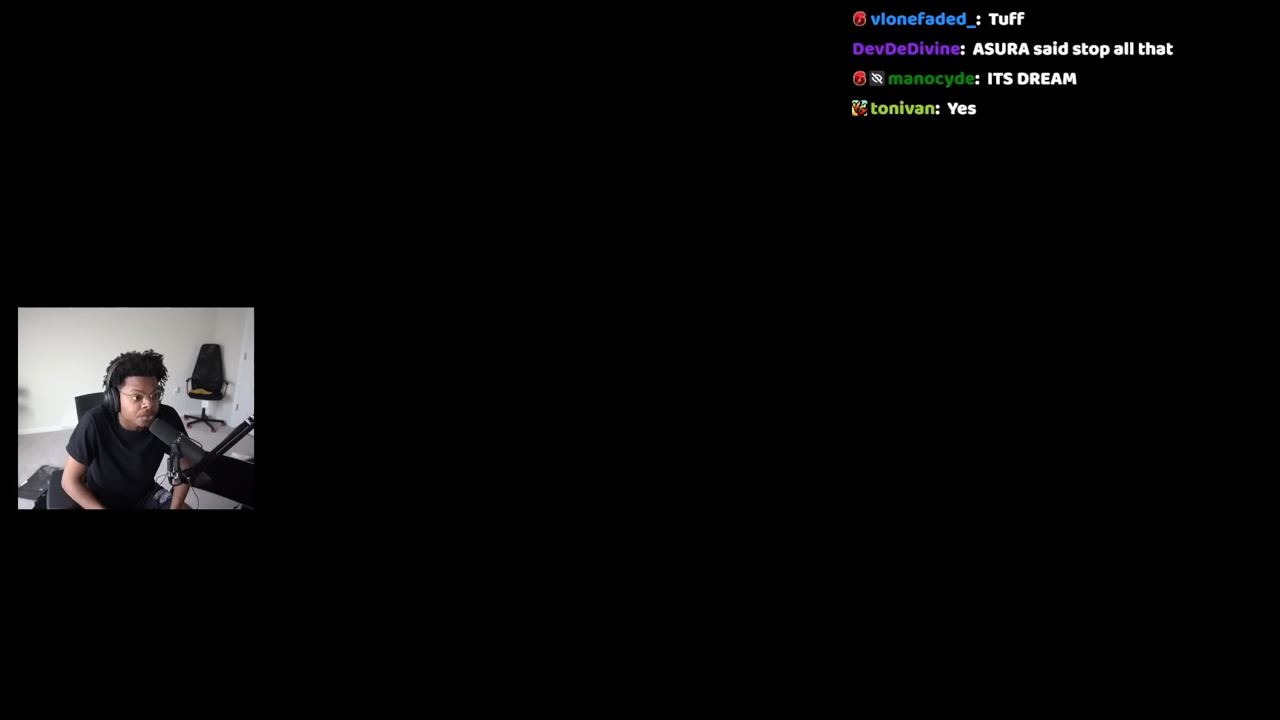 vlonefaded_: Tuff
DevDeDivine: ASURA said stop all that
manocyde: ITS DREAM
tonivan: Yes